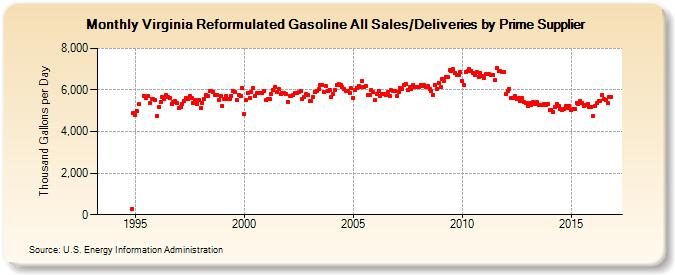 Monthly Virginia Reformulated Gasoline All Sales/Deliveries by Prime Supplier
Thousand Gallons per Day
8,000
6,000
4,000
2,000
0
1995 2000 2005 2010 2015
Source: U.S. Energy Information Administration